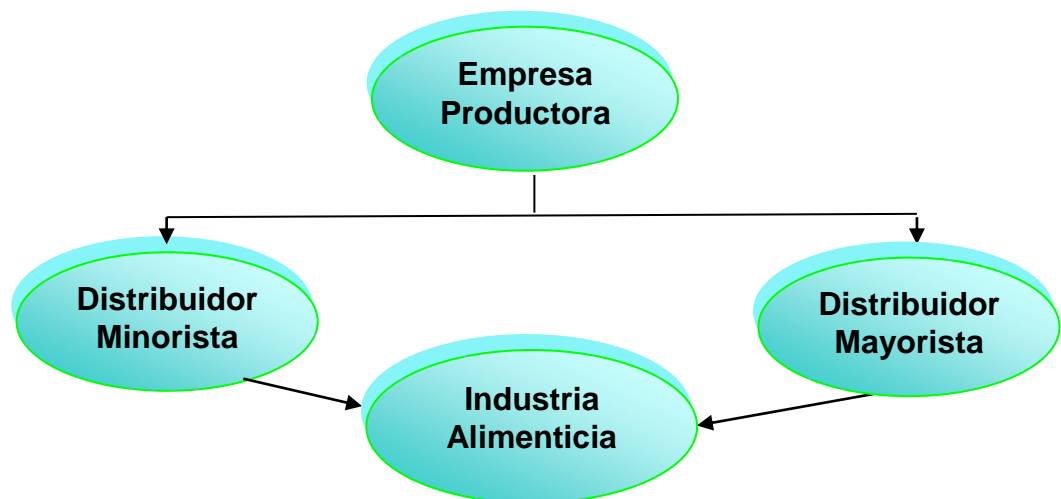 Empresa
Productora
Distribuidor
Minorista
Distribuidor
Mayorista
Industria
Alimenticia